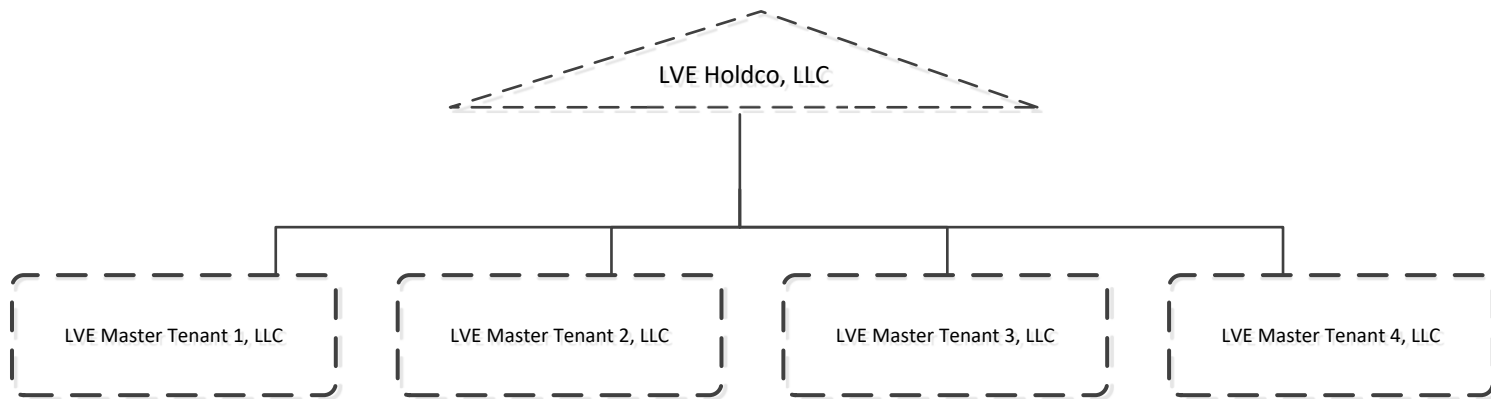 LVE Holdco, LLC
LVE Master Tenant 1, LLC
LVE Master Tenant 2, LLC
LVE Master Tenant 3, LLC
LVE Master Tenant 4, LLC